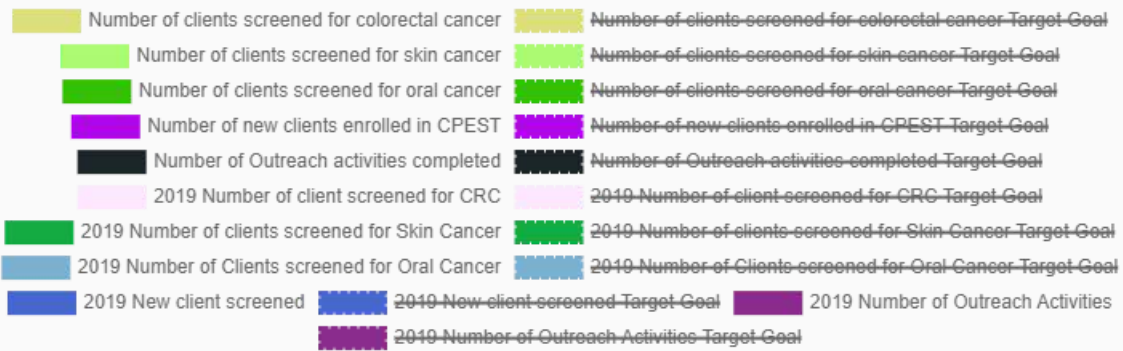 Number of clients screened for colorectal cancer Number of clients screened for colorectal cancer Target Goal
Number of clients screened for skin cancer Number of clients screened for skin cancer Target Goal
Number of clients screened for oral cancer Number of clients screened for oral cancer Target Goal
Number of new clients enrolled in CPEST Number of new clients enrolled in CPEST Target Goal
Number of Outreach activities completed Number of Outreach activities completed Target Goal
2019 Number of client screened for CRC 2019 Number of client screened for CRC Target Goal
2019 Number of clients screened for Skin Cancer 2019 Number of clients screened for Skin Cancer Target Goal
2019 Number of Clients screened for Oral Cancer 2019 Number of Clients screened for Oral Cancer Target Goal
2019 New client screened 2019 New client screened Target Goal 2019 Number of Outreach Activities
2019 Number of Outreach Activities Target Goal